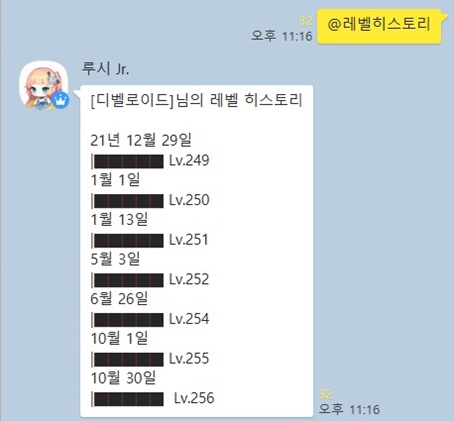 32
오후 11:16
@레벨히스토리
루시 Jr.
[디벨로이드]님의 레벨 히스토리
21년 12월 29일
Lv.249
1월 1일
Lv.250
1월 13일
Lv.251
5월 3일
Lv.252
6월 26일
Lv.254
10월 1일
Lv.255
10월 30일
Lv.256
32
오후 11:16